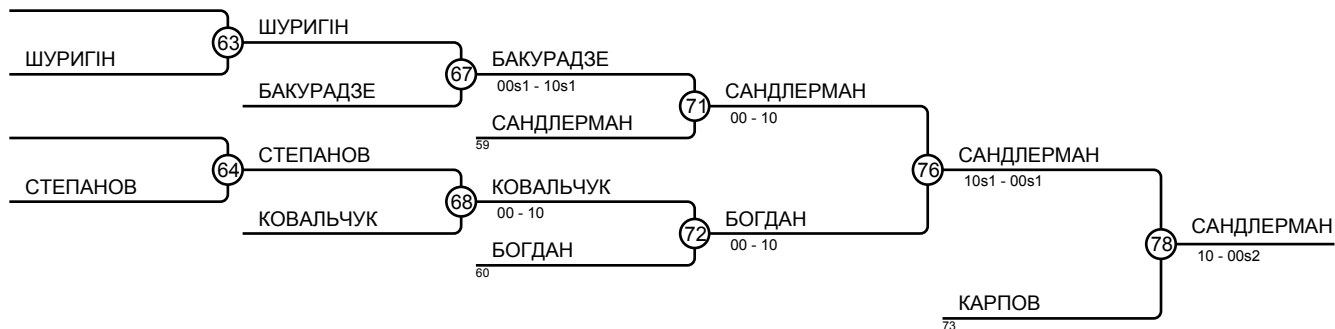 ШУРИГІН
63
ШУРИГІН
67
БАКУРАДЗЕ
БАКУРАДЗЕ
00s1 - 10s1
71
САНДЛЕРМАН
59
САНДЛЕРМАН
00 - 10
СТЕПАНОВ
64
СТЕПАНОВ
68
КОВАЛЬЧУК
КОВАЛЬЧУК
00 - 10
72
БОГДАН
60
БОГДАН
00 - 10
76
САНДЛЕРМАН
10s1 - 00s1
78
КАРПОВ
73
САНДЛЕРМАН
10 - 00s2